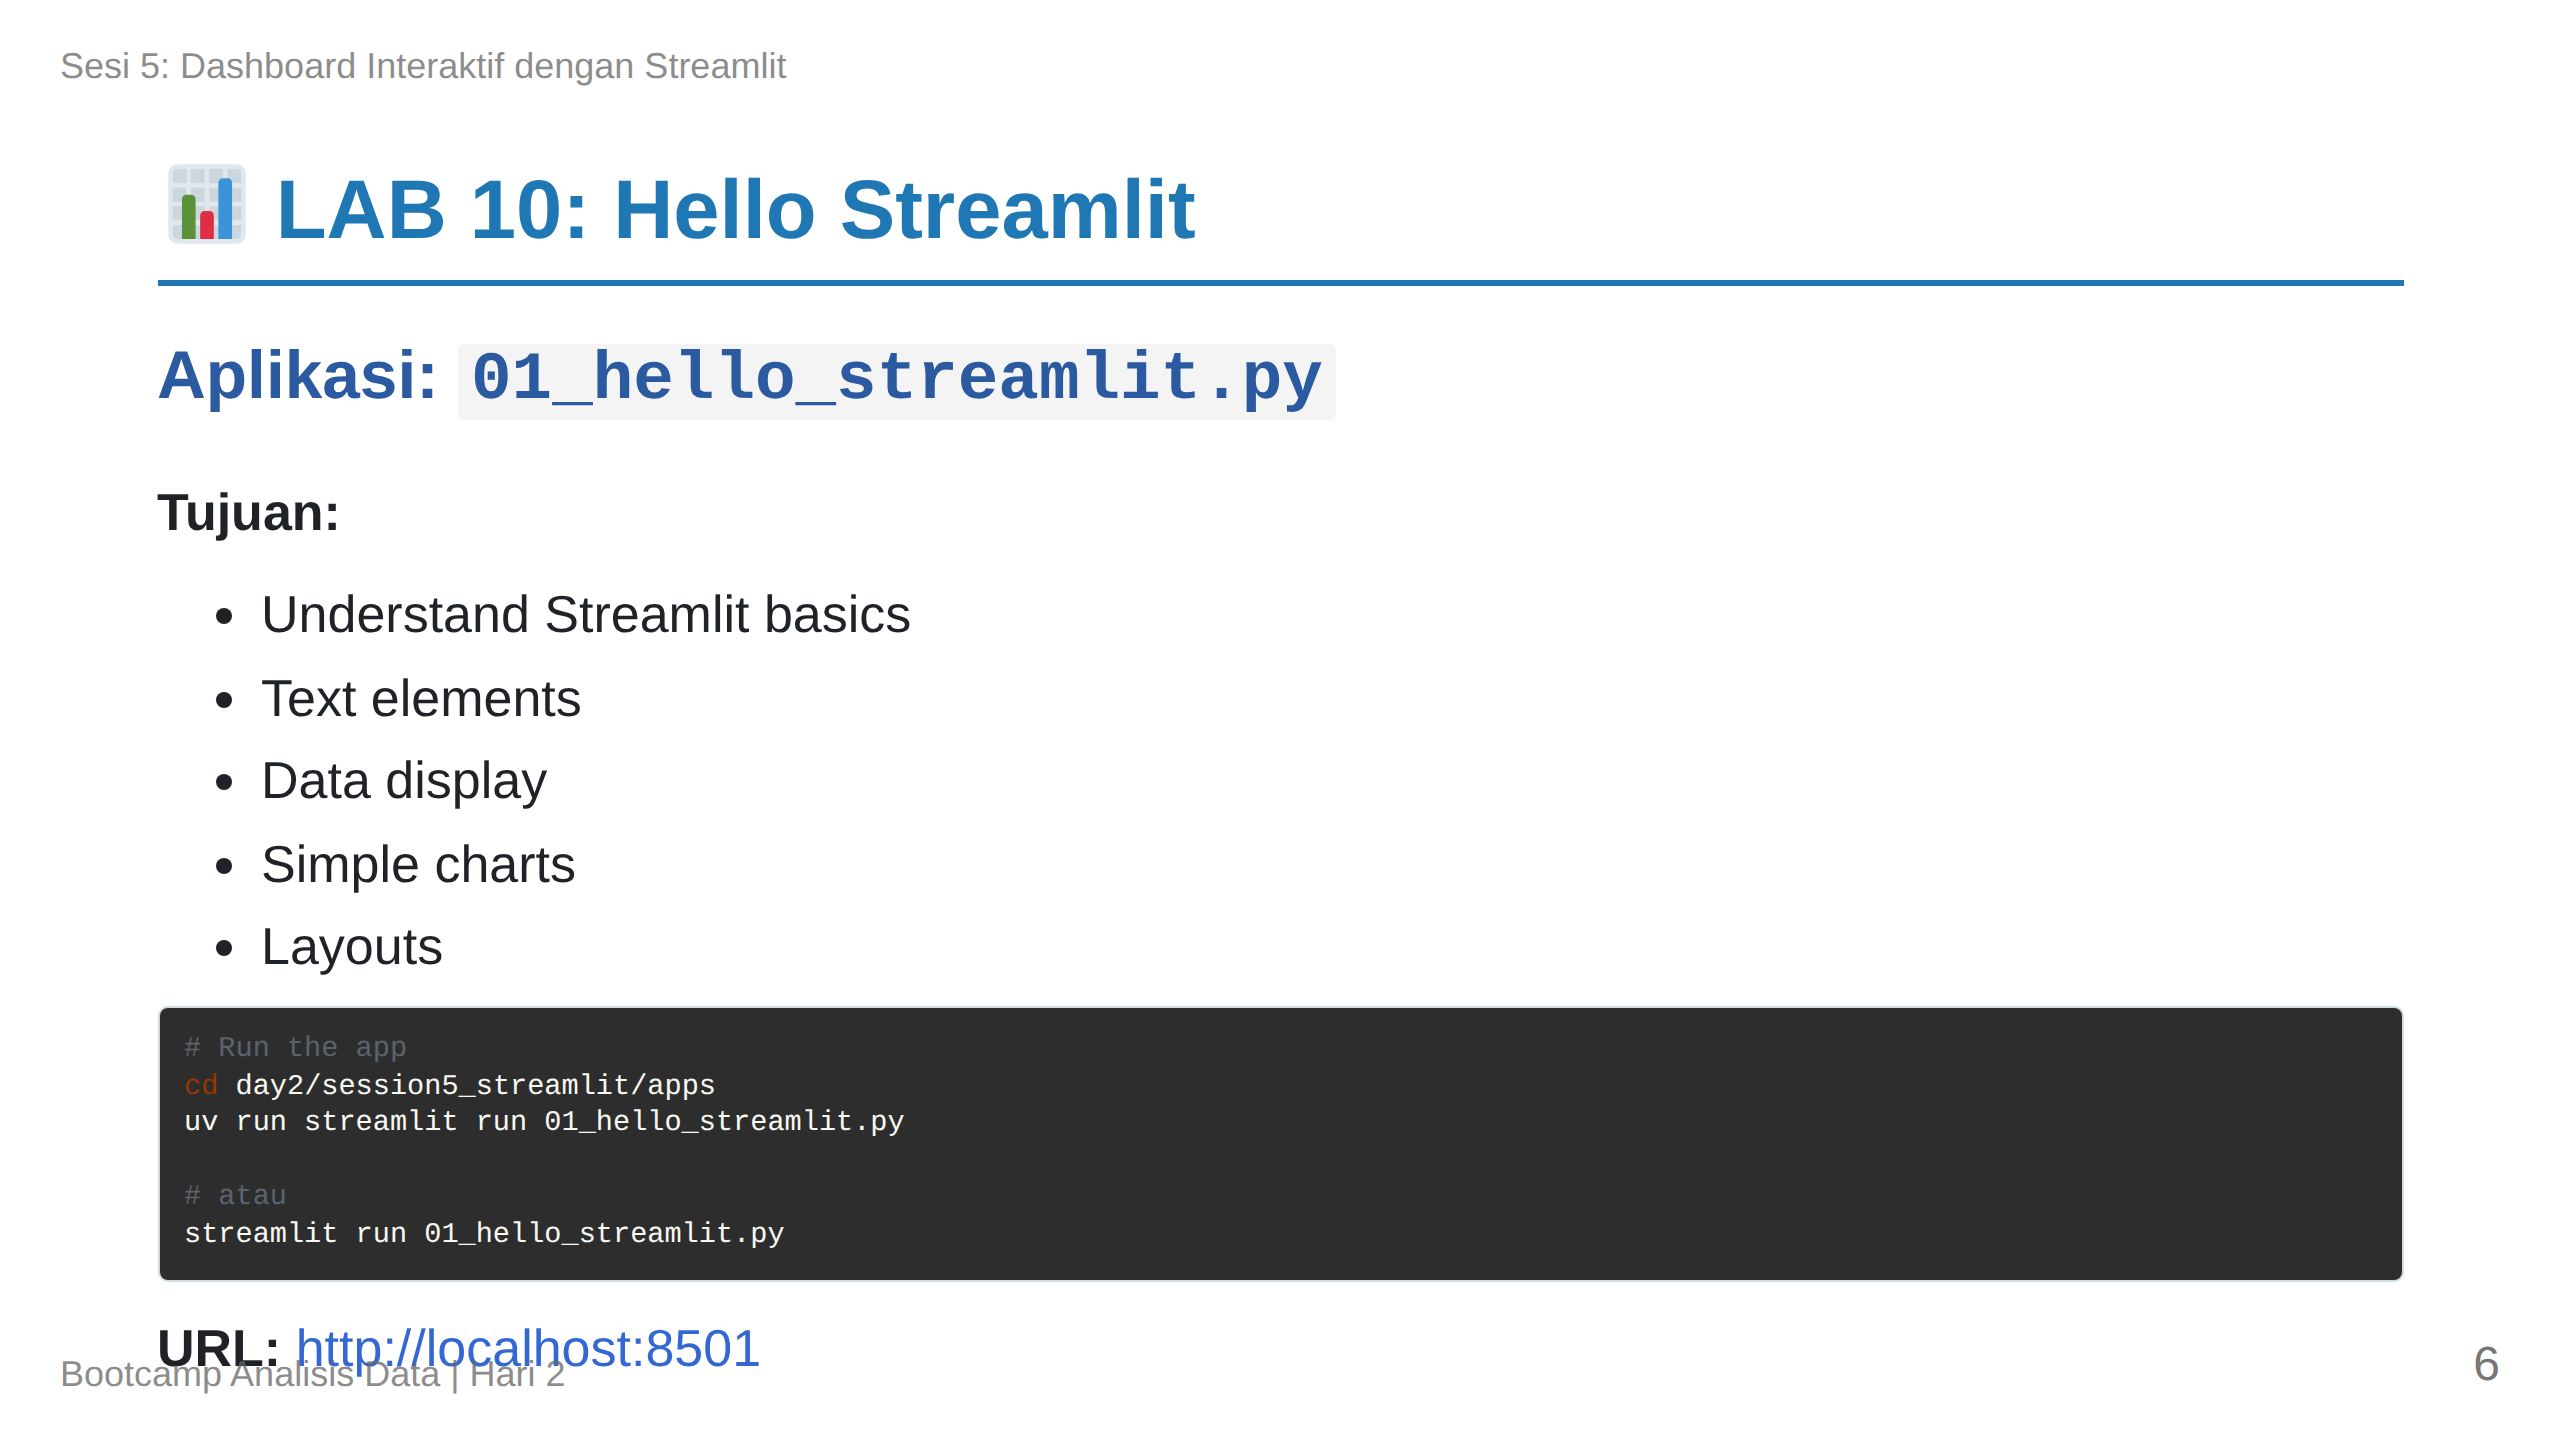 Sesi 5: Dashboard Interaktif dengan Streamlit
📊 LAB 10: Hello Streamlit
Aplikasi: 01_hello_streamlit.py
Tujuan:
• Understand Streamlit basics
• Text elements
• Data display
• Simple charts
• Layouts
# Run the app
cd day2/session5_streamlit/apps
uv run streamlit run 01_hello_streamlit.py
# atau
streamlit run 01_hello_streamlit.py
URL: http://localhost:8501
Bootcamp Analisis Data | Hari 2
6